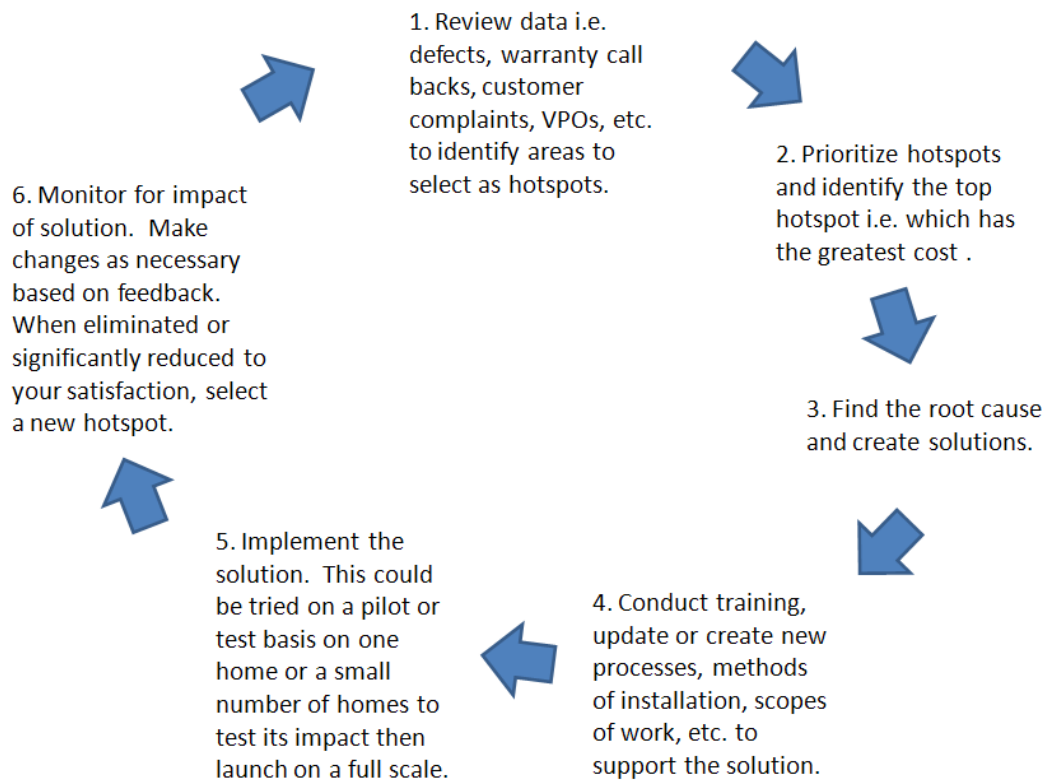 1. Review data i.e.
defects, warranty call
backs, customer
complaints, VPOs, etc.
to identify areas to
select as hotspots.
2. Prioritize hotspots
and identify the top
hotspot i.e. which has
the greatest cost .
3. Find the root cause
and create solutions.
4. Conduct training,
update or create new
processes, methods
of installation, scopes
of work, etc. to
support the solution.
5. Implement the
solution.  This could
be tried on a pilot or
test basis on one
home or a small
number of homes to
test its impact then
launch on a full scale.
6. Monitor for impact
of solution.  Make
changes as necessary
based on feedback.
When eliminated or
significantly reduced to
your satisfaction, select
a new hotspot.